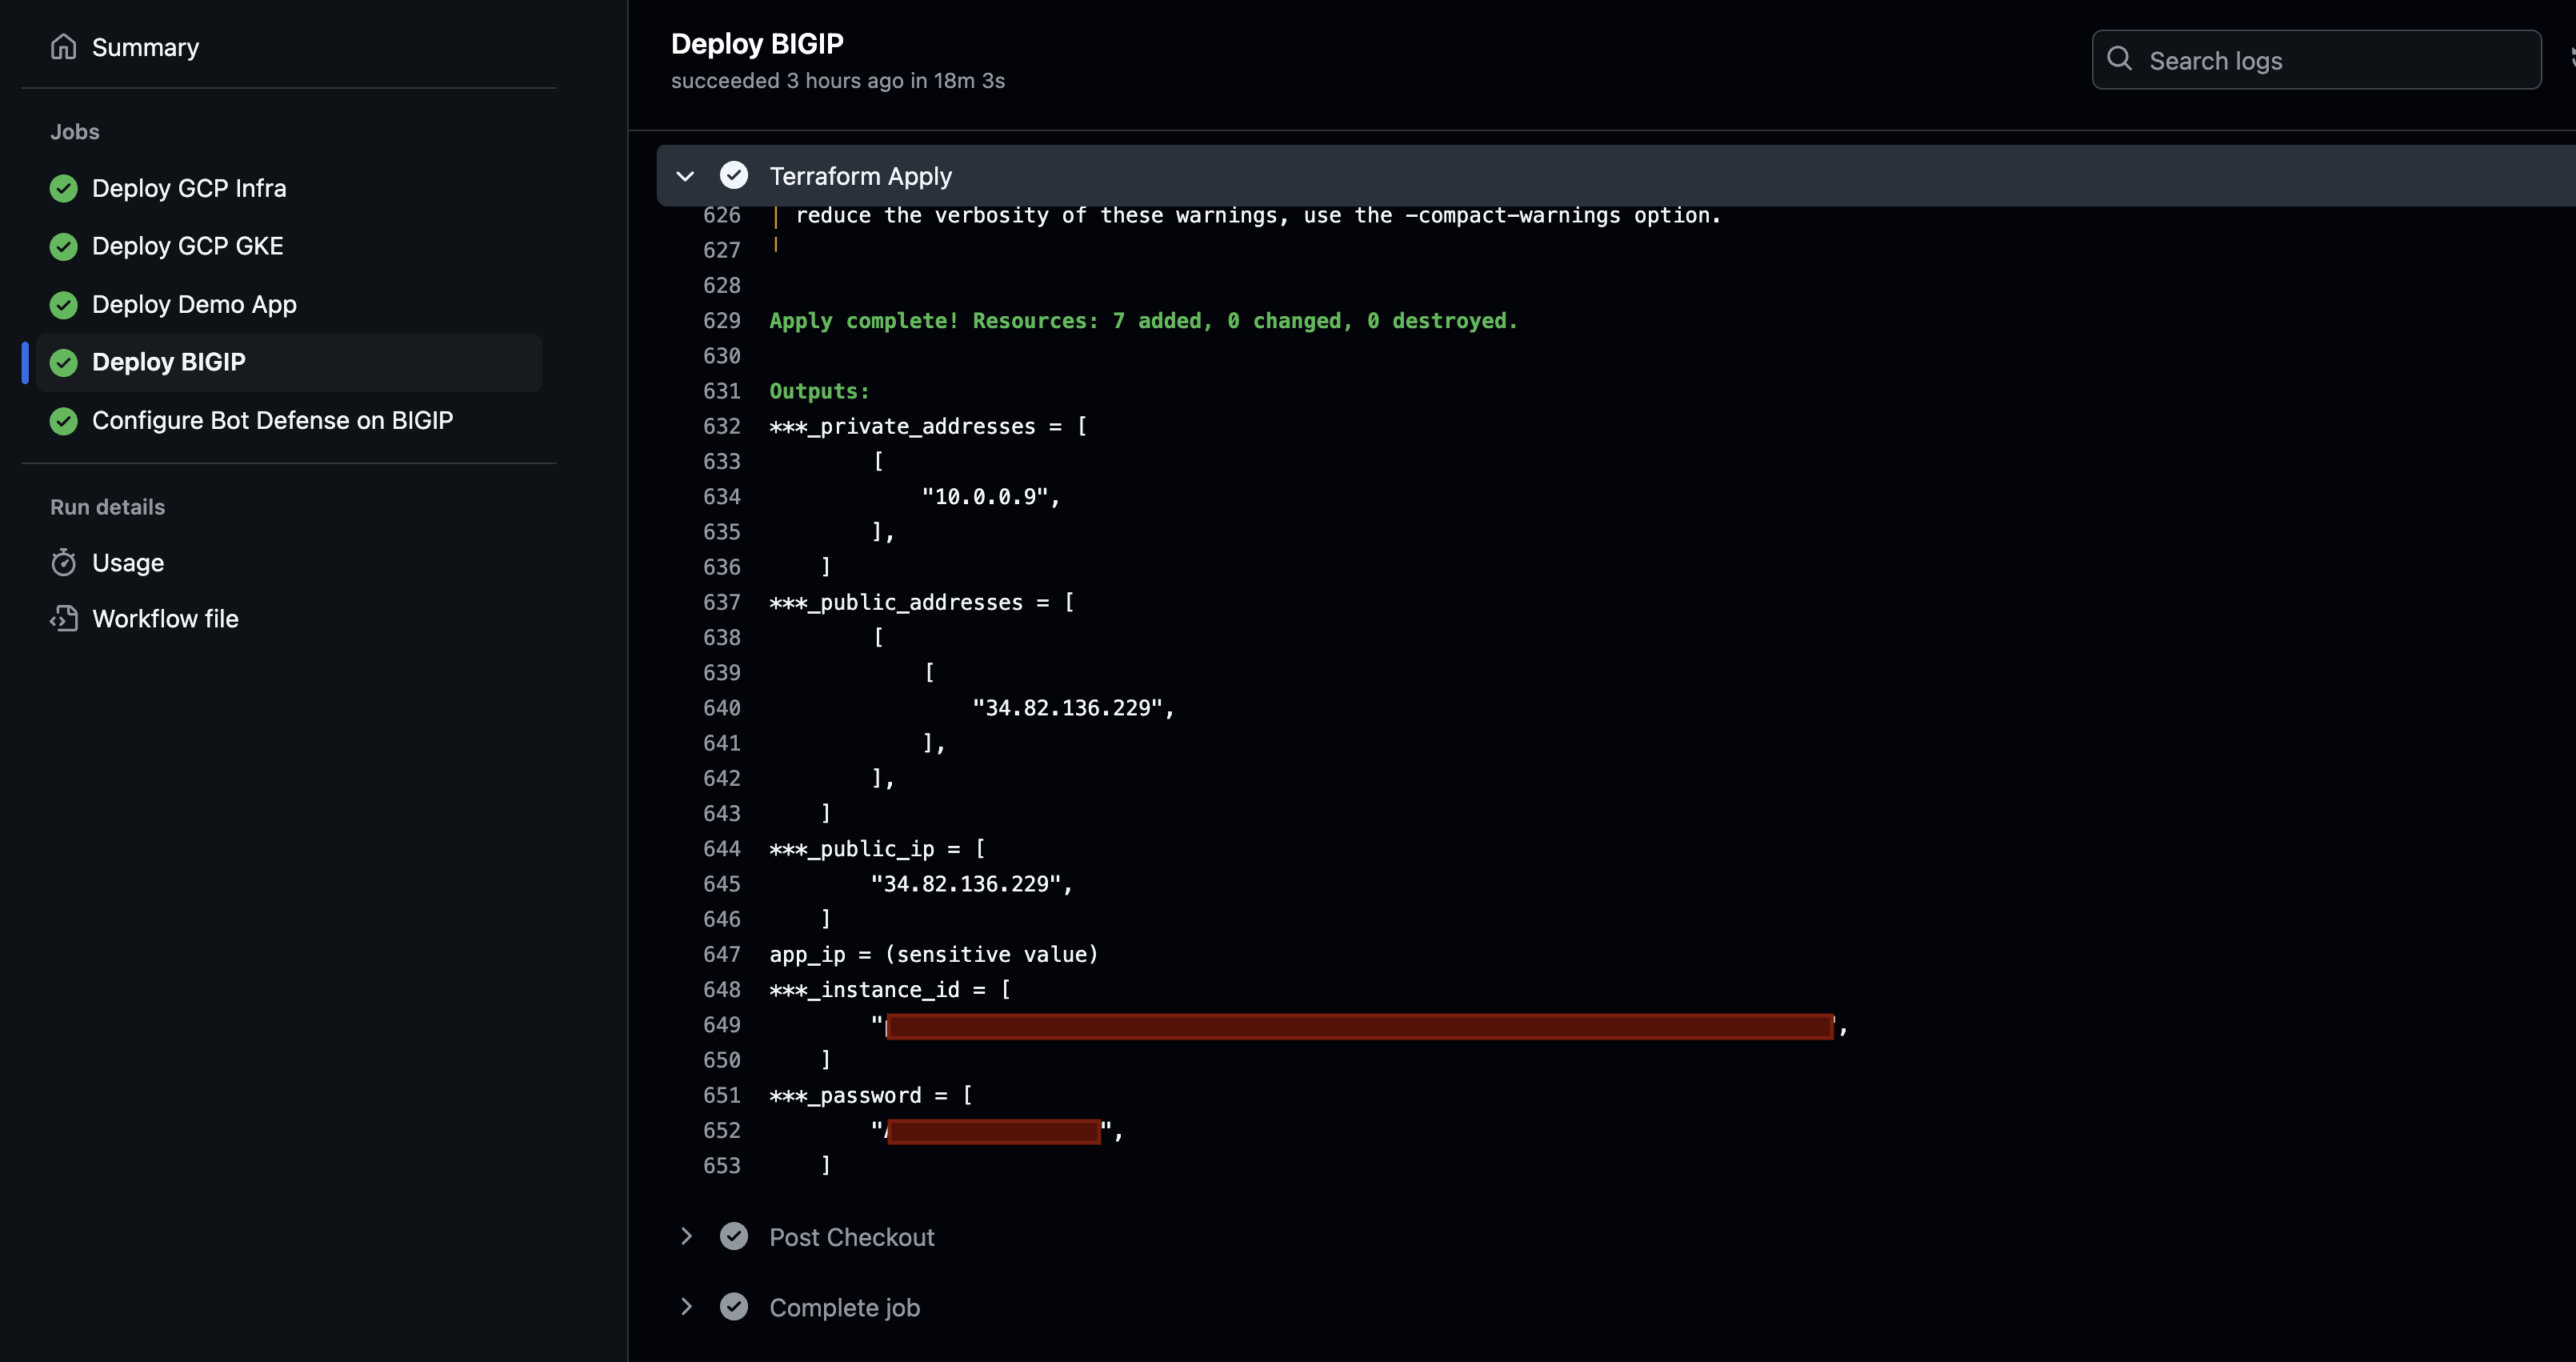 Summary
Jobs
Deploy GCP Infra
Deploy GCP GKE
Deploy Demo App
Deploy BIGIP
Configure Bot Defense on BIGIP
Run details
Usage
Workflow file
Deploy BIGIP
succeeded 3 hours ago in 18m 3s
Search logs
Terraform Apply
626 | reduce the verbosity of these warnings, use the -compact-warnings option.
627 |
628
629 Apply complete! Resources: 7 added, 0 changed, 0 destroyed.
630
631 Outputs:
632 ***_private_addresses = [
633 [
634 "10.0.0.9",
635 ],
636 ]
637 ***_public_addresses = [
638 [
639 [
640 "34.82.136.229",
641 ],
642 ],
643 ]
644 ***_public_ip = [
645 "34.82.136.229",
646 ]
647 app_ip = (sensitive value)
648 ***_instance_id = [
649 ",
650 ]
651 ***_password = [
652 "",
653 ]
Post Checkout
Complete job